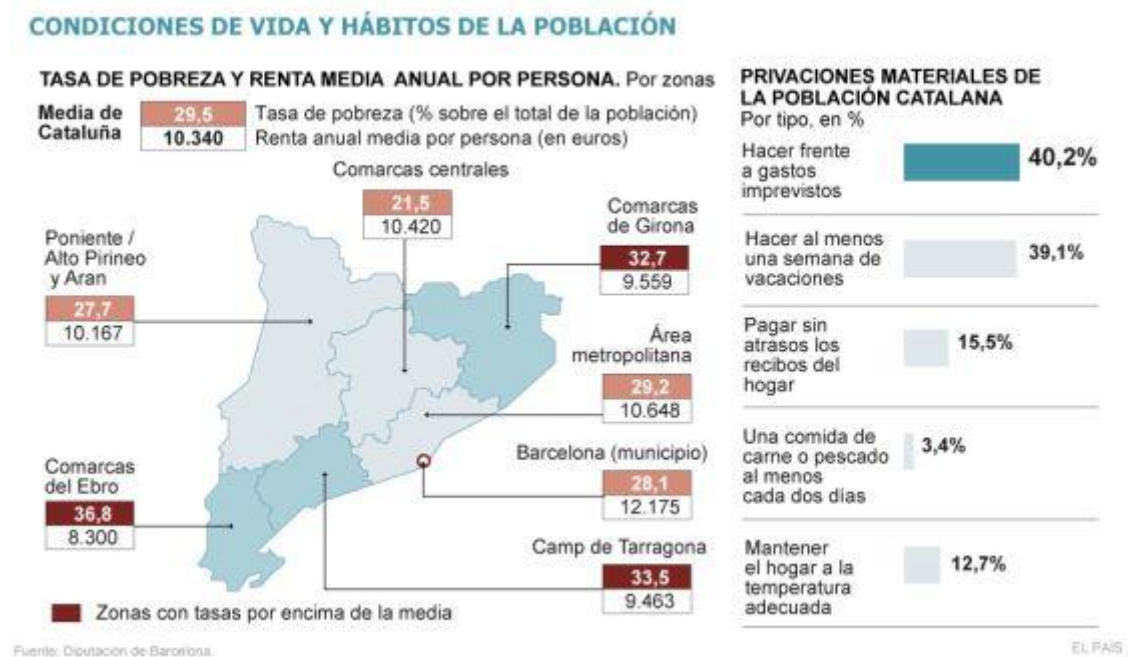 CONDICIONES DE VIDA Y HÁBITOS DE LA POBLACIÓN
TASA DE POBREZA Y RENTA MEDIA ANUAL POR PERSONA. Por zonas
Media de
Cataluña
29,5
10.340
Tasa de pobreza (% sobre el total de la población)
Renta anual media por persona (en euros)
Comarcas centrales
21,5
10.420
Comarcas
de Girona
32,7
9.559
Poniente /
Alto Pirineo
y Aran
27,7
10.167
Área
metropolitana
29,2
10.648
Barcelona (municipio)
28,1
12.175
Comarcas
del Ebro
36,8
8.300
Camp de Tarragona
33,5
9.463
Zonas con tasas por encima de la media
PRIVACIONES MATERIALES DE
LA POBLACIÓN CATALANA
Por tipo, en %
Hacer frente
a gastos
imprevistos
40,2%
Hacer al menos
una semana de
vacaciones
39,1%
Pagar sin
atrasos los
recibos del
hogar
15,5%
Una comida de
carne o pescado
al menos
cada dos días
3,4%
Mantener
el hogar a la
temperatura
adecuada
12,7%
Fuente: Diputación de Barcelona.
EL PAÍS